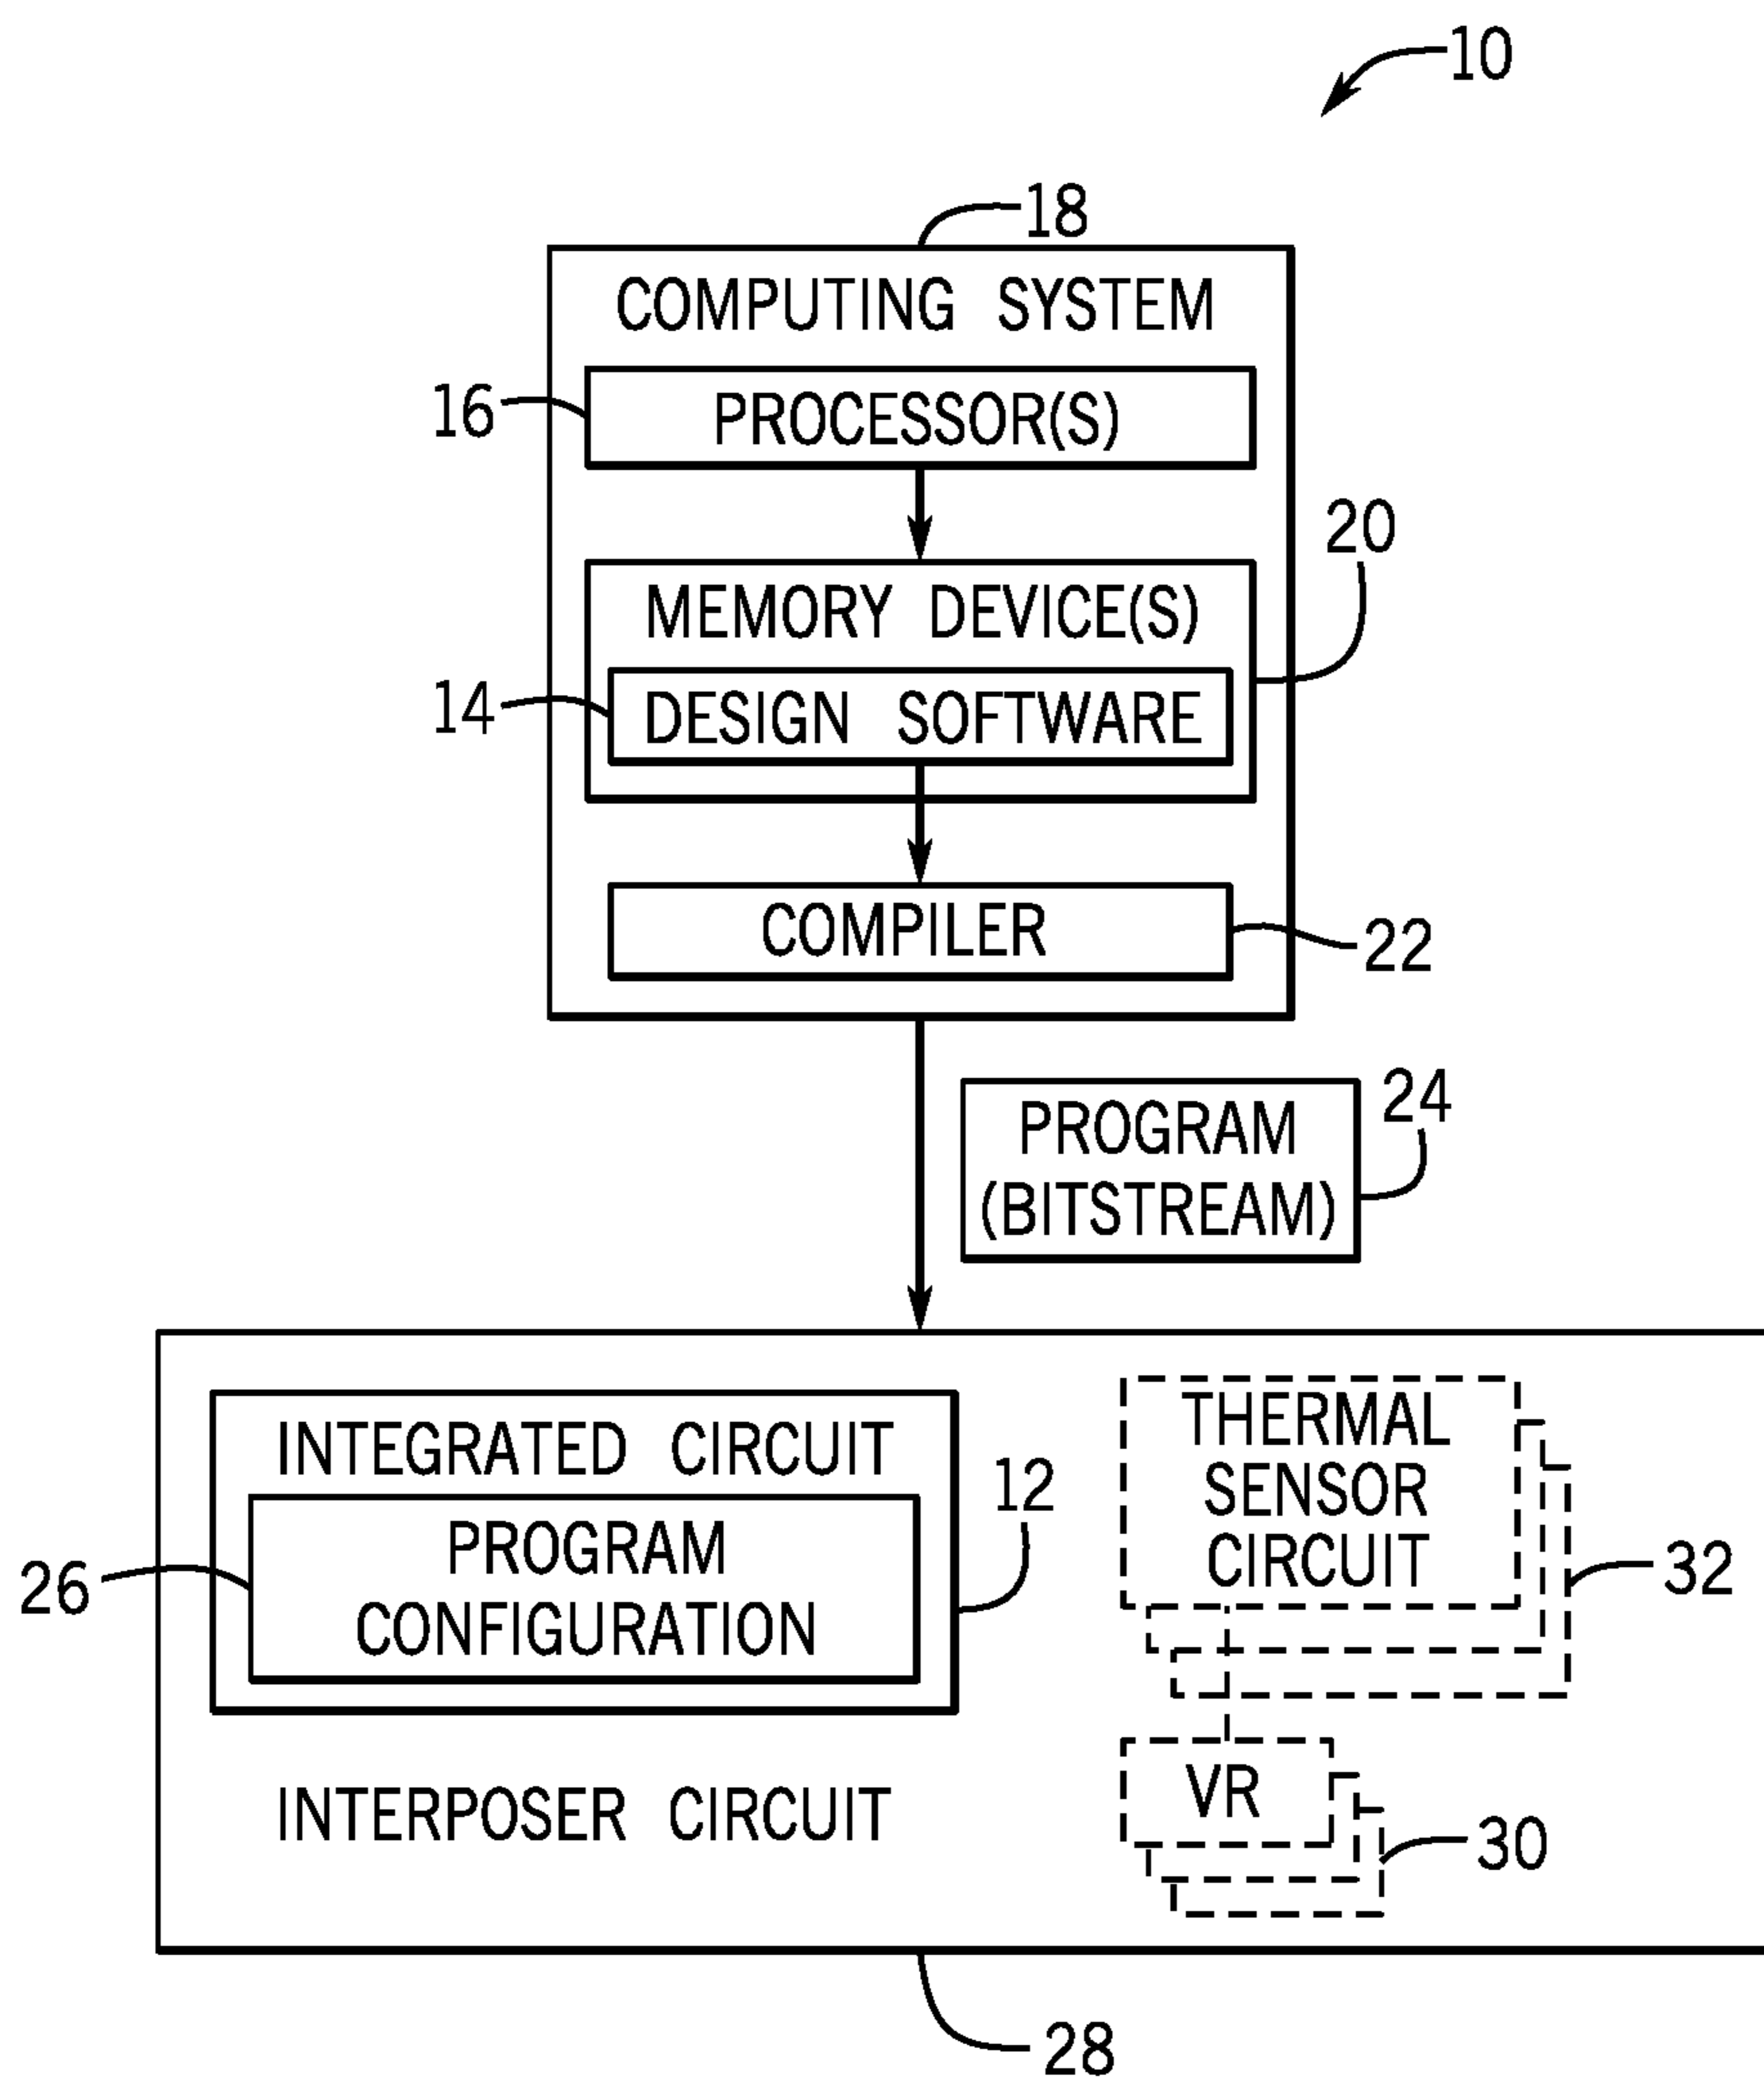 10
18
COMPUTING SYSTEM
16
PROCESSOR(S)
20
MEMORY DEVICE(S)
14
DESIGN SOFTWARE
COMPILER
22
PROGRAM
(BITSTREAM)
24
INTEGRATED CIRCUIT
PROGRAM
CONFIGURATION
12
26
THERMAL
SENSOR
CIRCUIT
32
INTERPOSER CIRCUIT
VR
30
28